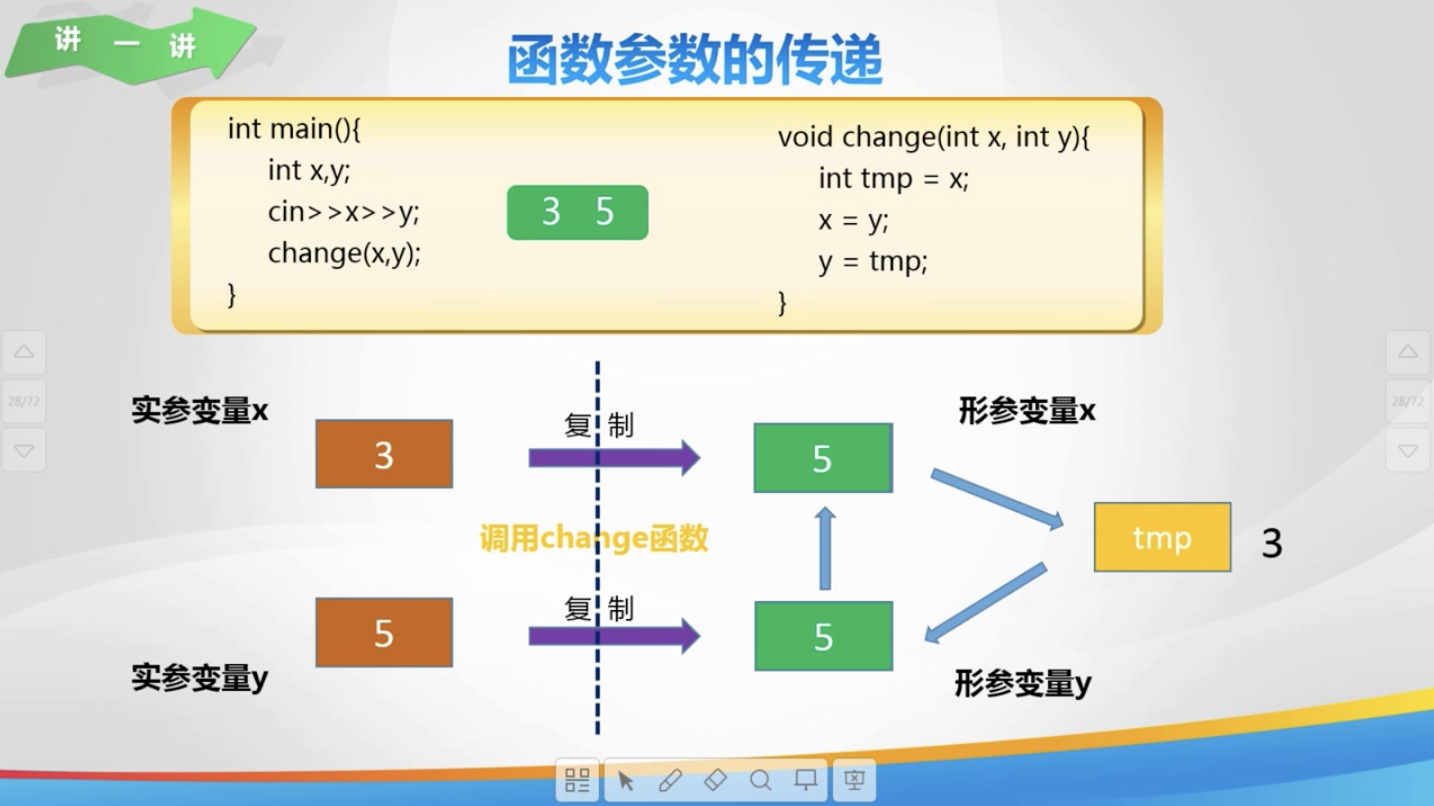 讲一讲
函数参数的传递
int main(){
int x,y;
cin>>x>>y;
change(x,y);
}
3 5
void change(int x, int y){
int tmp = x;
x = y;
y = tmp;
}
28/72
28/72
实参变量x
3
复制
5
形参变量x
调用change函数
tmp
3
实参变量y
5
复制
5
形参变量y